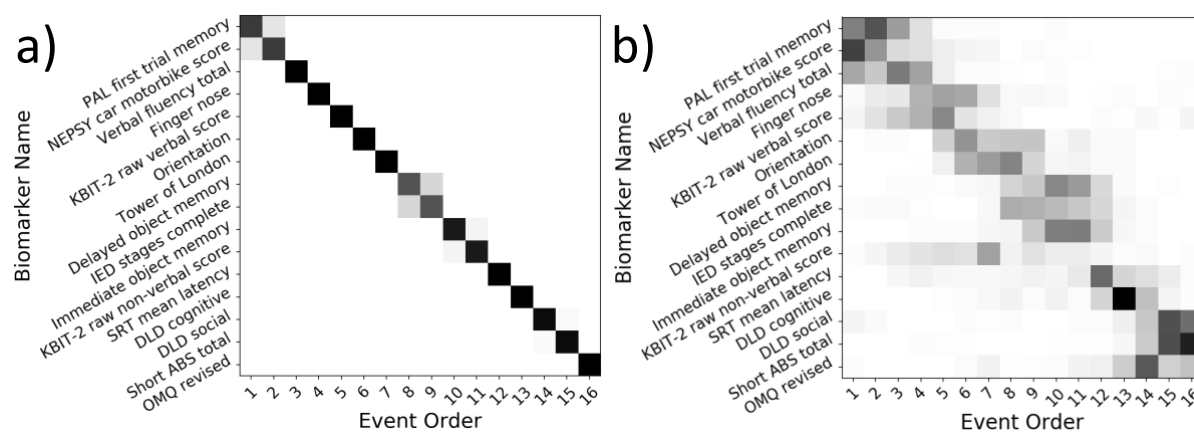 a)
Biomarker Name
PAL first trial memory
NEPSY car motorbike score
Verbal fluency total
Finger nose
KBIT-2 raw verbal score
Orientation
Tower of London
Delayed object memory
IED stages complete
Immediate object memory
KBIT-2 raw non-verbal score
SRT mean latency
DLD cognitive
DLD social
Short ABS total
OMQ revised
1 2 3 4 5 6 7 8 9 10 11 12 13 14 15 16
Event Order
b)
Biomarker Name
PAL first trial memory
NEPSY car motorbike score
Verbal fluency total
Finger nose
KBIT-2 raw verbal score
Orientation
Tower of London
Delayed object memory
IED stages complete
Immediate object memory
KBIT-2 raw non-verbal score
SRT mean latency
DLD cognitive
DLD social
Short ABS total
OMQ revised
1 2 3 4 5 6 7 8 9 10 11 12 13 14 15 16
Event Order